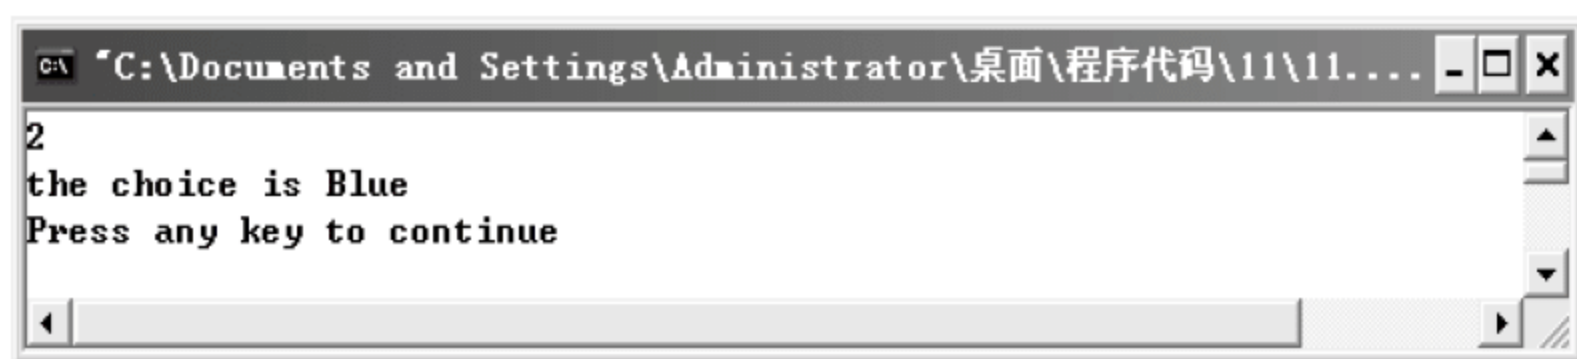 "C:\Documents and Settings\Administrator\桌面\程序代码\11\11....
2
the choice is Blue
Press any key to continue